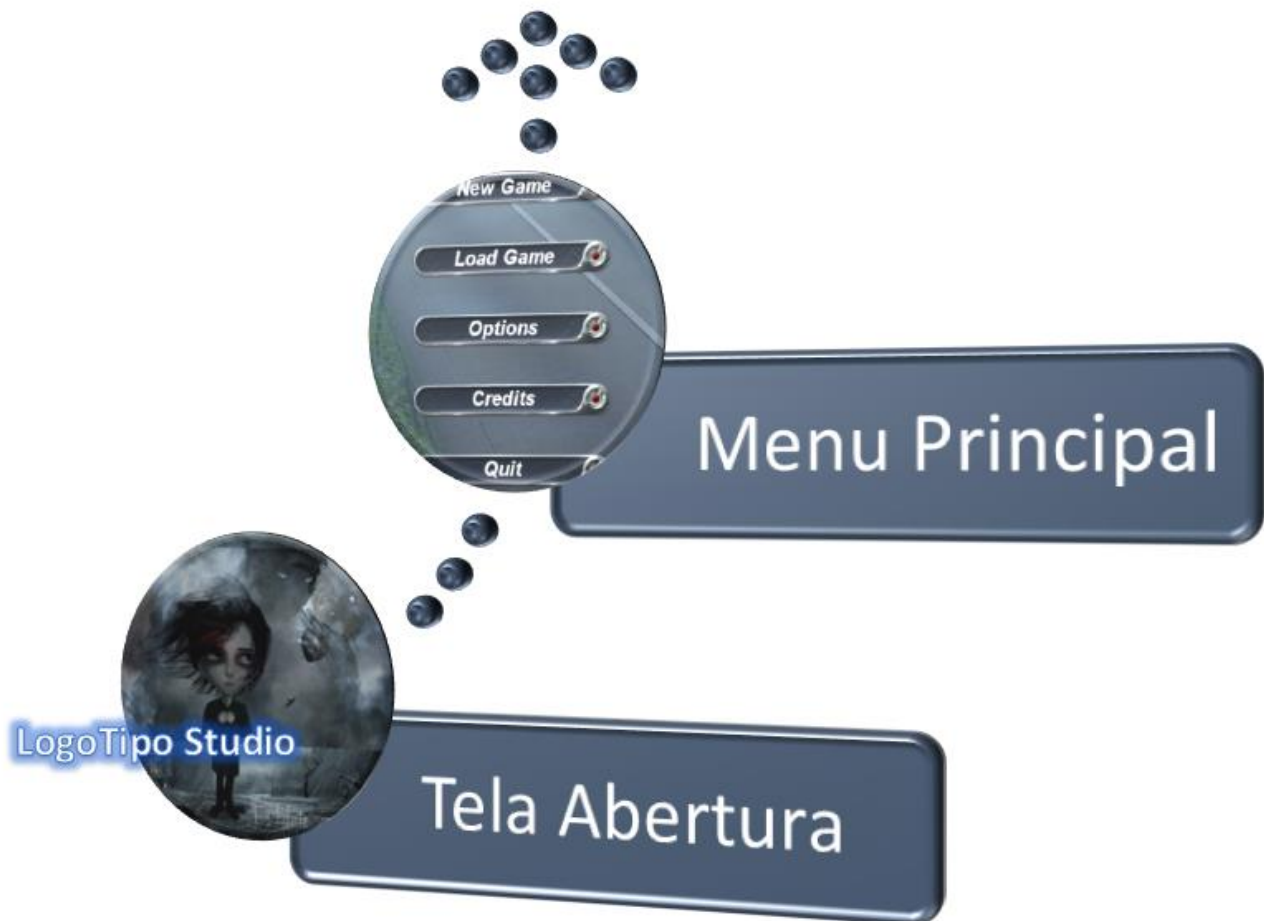 New Game
Load Game
Options
Credits
Quit
Menu Principal
LogoTipo Studio
Tela Abertura